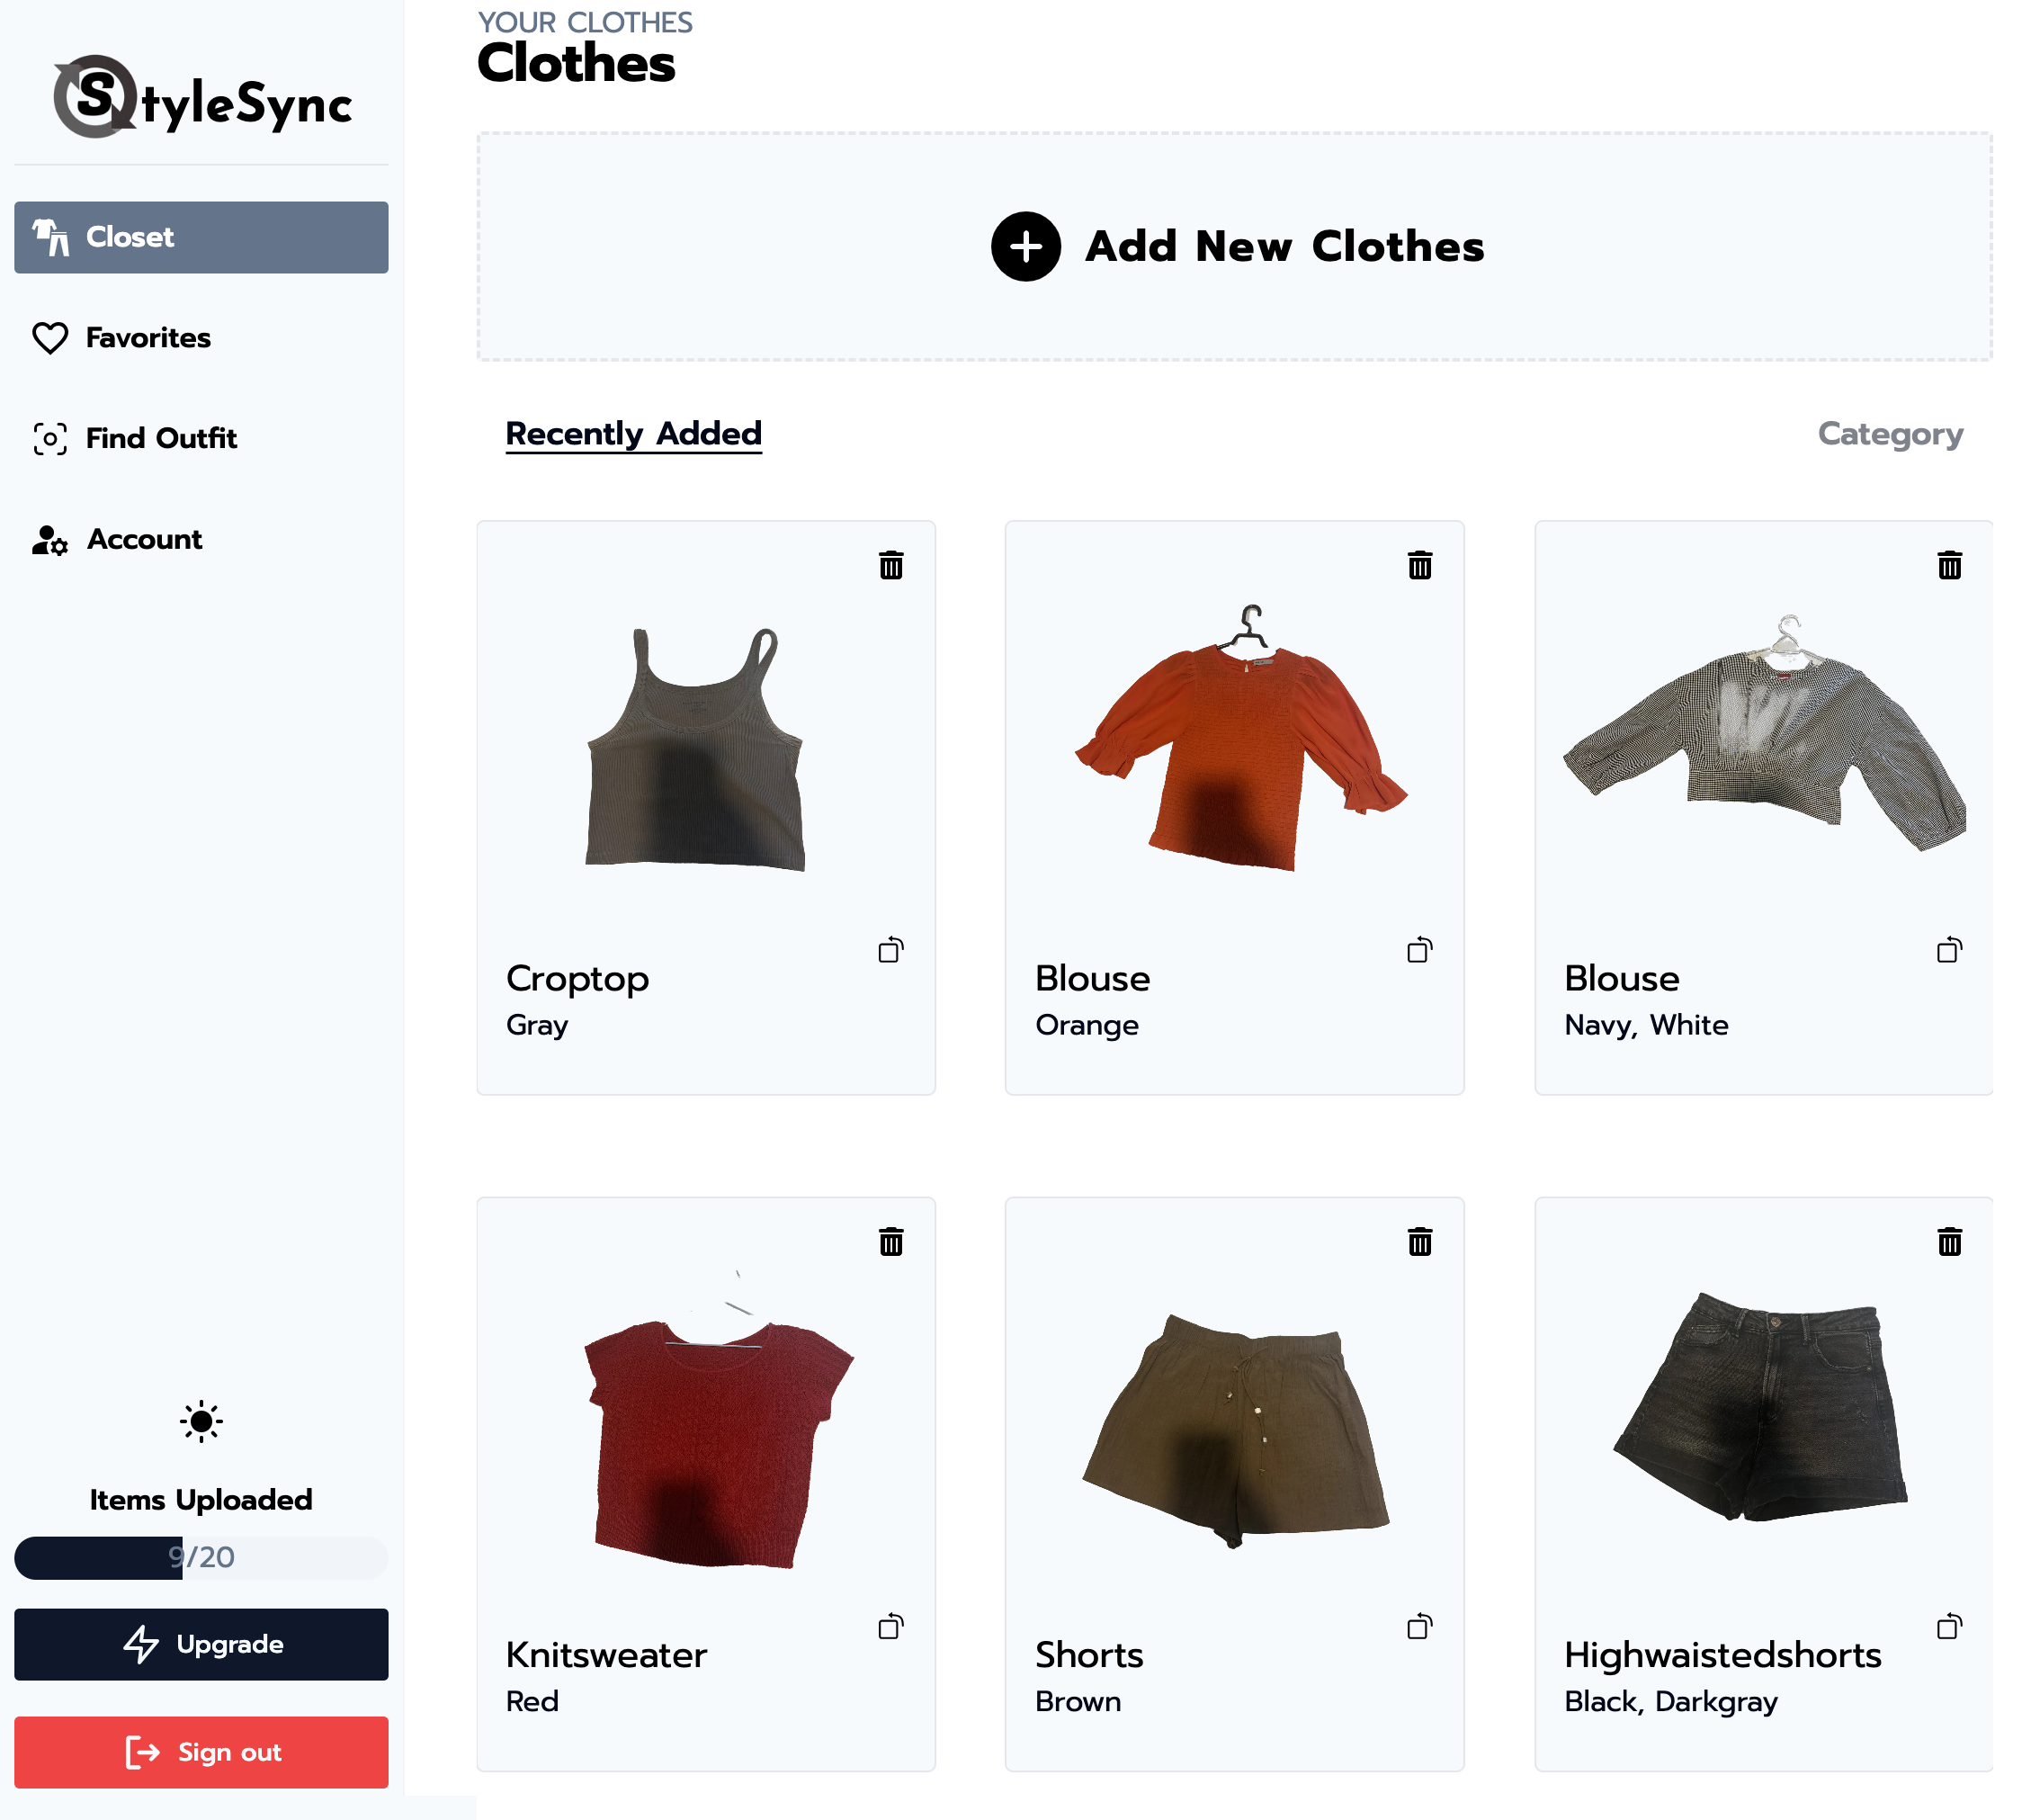 StyleSync
Closet
Favorites
Find Outfit
Account
Items Uploaded
9/20
Upgrade
Sign out
YOUR CLOTHES
Clothes
Add New Clothes
Recently Added
Category
Croptop
Gray
Blouse
Orange
Blouse
Navy, White
Knitsweater
Red
Shorts
Brown
Highwaistedshorts
Black, Darkgray